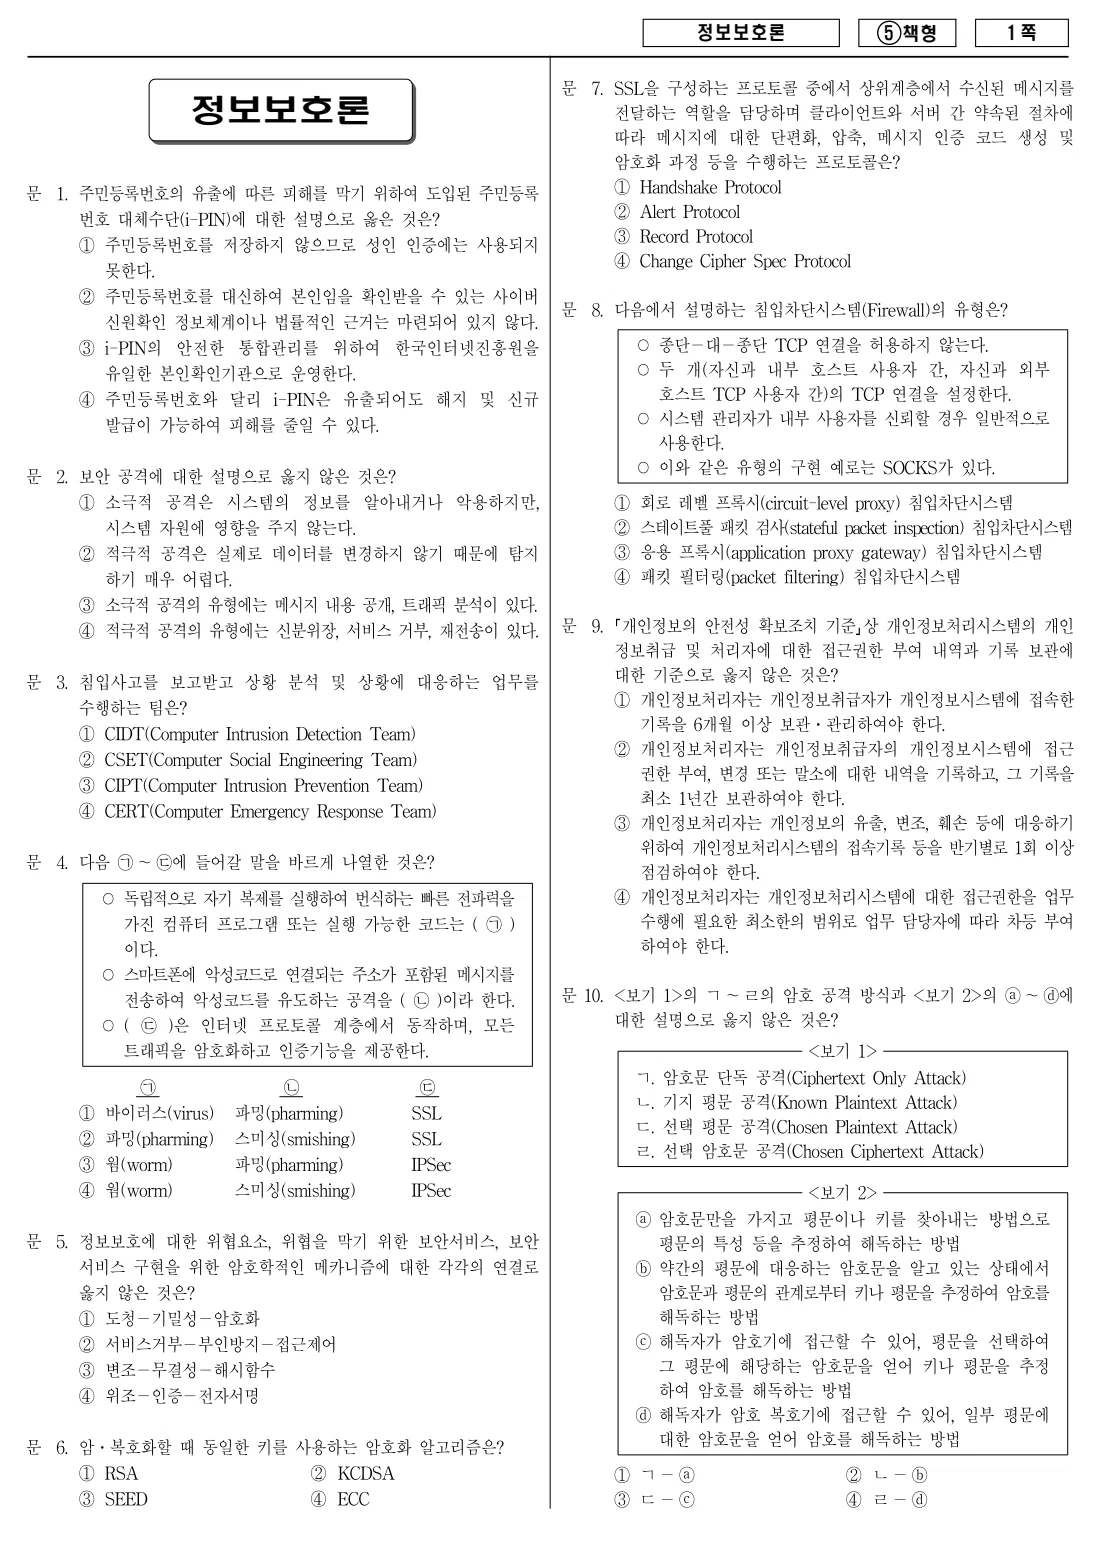 정보보호론 ⑤책형 1쪽
정보보호론
문 1. 주민등록번호의 유출에 따른 피해를 막기 위하여 도입된 주민등록
번호 대체수단(i-PIN)에 대한 설명으로 옳은 것은?
① 주민등록번호를 저장하지 않으므로 성인 인증에는 사용되지
못한다.
② 주민등록번호를 대신하여 본인임을 확인받을 수 있는 사이버
신원확인 정보체계이나 법률적인 근거는 마련되어 있지 않다.
③ i-PIN의 안전한 통합관리를 위하여 한국인터넷진흥원을
유일한 본인확인기관으로 운영한다.
④ 주민등록번호와 달리 i-PIN은 유출되어도 해지 및 신규
발급이 가능하여 피해를 줄일 수 있다.
문 2. 보안 공격에 대한 설명으로 옳지 않은 것은?
① 소극적 공격은 시스템의 정보를 알아내거나 악용하지만,
시스템 자원에 영향을 주지 않는다.
② 적극적 공격은 실제로 데이터를 변경하지 않기 때문에 탐지
하기 매우 어렵다.
③ 소극적 공격의 유형에는 메시지 내용 공개, 트래픽 분석이 있다.
④ 적극적 공격의 유형에는 신분위장, 서비스 거부, 재전송이 있다.
문 3. 침입사고를 보고받고 상황 분석 및 상황에 대응하는 업무를
수행하는 팀은?
① CIDT(Computer Intrusion Detection Team)
② CSET(Computer Social Engineering Team)
③ CIPT(Computer Intrusion Prevention Team)
④ CERT(Computer Emergency Response Team)
문 4. 다음 ㉠ ~ ㉢에 들어갈 말을 바르게 나열한 것은?
○ 독립적으로 자기 복제를 실행하여 번식하는 빠른 전파력을
가진 컴퓨터 프로그램 또는 실행 가능한 코드는 ( ㉠ )
이다.
○ 스마트폰에 악성코드로 연결되는 주소가 포함된 메시지를
전송하여 악성코드를 유도하는 공격을 ( ㉡ )이라 한다.
○ ( ㉢ )은 인터넷 프로토콜 계층에서 동작하며, 모든
트래픽을 암호화하고 인증기능을 제공한다.
㉠ ㉡ ㉢
① 바이러스(virus) 파밍(pharming) SSL
② 파밍(pharming) 스미싱(smishing) SSL
③ 웜(worm) 파밍(pharming) IPSec
④ 웜(worm) 스미싱(smishing) IPSec
문 5. 정보보호에 대한 위협요소, 위협을 막기 위한 보안서비스, 보안
서비스 구현을 위한 암호학적인 메카니즘에 대한 각각의 연결로
옳지 않은 것은?
① 도청－기밀성－암호화
② 서비스거부－부인방지－접근제어
③ 변조－무결성－해시함수
④ 위조－인증－전자서명
문 6. 암・복호화할 때 동일한 키를 사용하는 암호화 알고리즘은?
① RSA ② KCDSA
③ SEED ④ ECC
문 7. SSL을 구성하는 프로토콜 중에서 상위계층에서 수신된 메시지를
전달하는 역할을 담당하며 클라이언트와 서버 간 약속된 절차에
따라 메시지에 대한 단편화, 압축, 메시지 인증 코드 생성 및
암호화 과정 등을 수행하는 프로토콜은?
① Handshake Protocol
② Alert Protocol
③ Record Protocol
④ Change Cipher Spec Protocol
문 8. 다음에서 설명하는 침입차단시스템(Firewall)의 유형은?
○ 종단－대－종단 TCP 연결을 허용하지 않는다.
○ 두 개(자신과 내부 호스트 사용자 간, 자신과 외부
호스트 TCP 사용자 간)의 TCP 연결을 설정한다.
○ 시스템 관리자가 내부 사용자를 신뢰할 경우 일반적으로
사용한다.
○ 이와 같은 유형의 구현 예로는 SOCKS가 있다.
① 회로 레벨 프록시(circuit-level proxy) 침입차단시스템
② 스테이트풀 패킷 검사(stateful packet inspection) 침입차단시스템
③ 응용 프록시(application proxy gateway) 침입차단시스템
④ 패킷 필터링(packet filtering) 침입차단시스템
문 9. 「개인정보의 안전성 확보조치 기준」상 개인정보처리시스템의 개인
정보취급 및 처리자에 대한 접근권한 부여 내역과 기록 보관에
대한 기준으로 옳지 않은 것은?
① 개인정보처리자는 개인정보취급자가 개인정보시스템에 접속한
기록을 6개월 이상 보관・관리하여야 한다.
② 개인정보처리자는 개인정보취급자의 개인정보시스템에 접근
권한 부여, 변경 또는 말소에 대한 내역을 기록하고, 그 기록을
최소 1년간 보관하여야 한다.
③ 개인정보처리자는 개인정보의 유출, 변조, 훼손 등에 대응하기
위하여 개인정보처리시스템의 접속기록 등을 반기별로 1회 이상
점검하여야 한다.
④ 개인정보처리자는 개인정보처리시스템에 대한 접근권한을 업무
수행에 필요한 최소한의 범위로 업무 담당자에 따라 차등 부여
하여야 한다.
문 10. <보기 1>의 ㄱ ~ ㄹ의 암호 공격 방식과 <보기 2>의 ⓐ ~ ⓓ에
대한 설명으로 옳지 않은 것은?
<보기 1>
ㄱ. 암호문 단독 공격(Ciphertext Only Attack)
ㄴ. 기지 평문 공격(Known Plaintext Attack)
ㄷ. 선택 평문 공격(Chosen Plaintext Attack)
ㄹ. 선택 암호문 공격(Chosen Ciphertext Attack)
<보기 2>
ⓐ 암호문만을 가지고 평문이나 키를 찾아내는 방법으로
평문의 특성 등을 추정하여 해독하는 방법
ⓑ 약간의 평문에 대응하는 암호문을 알고 있는 상태에서
암호문과 평문의 관계로부터 키나 평문을 추정하여 암호를
해독하는 방법
ⓒ 해독자가 암호기에 접근할 수 있어, 평문을 선택하여
그 평문에 해당하는 암호문을 얻어 키나 평문을 추정
하여 암호를 해독하는 방법
ⓓ 해독자가 암호 복호기에 접근할 수 있어, 일부 평문에
대한 암호문을 얻어 암호를 해독하는 방법
① ㄱ － ⓐ ② ㄴ － ⓑ
③ ㄷ － ⓒ ④ ㄹ － ⓓ